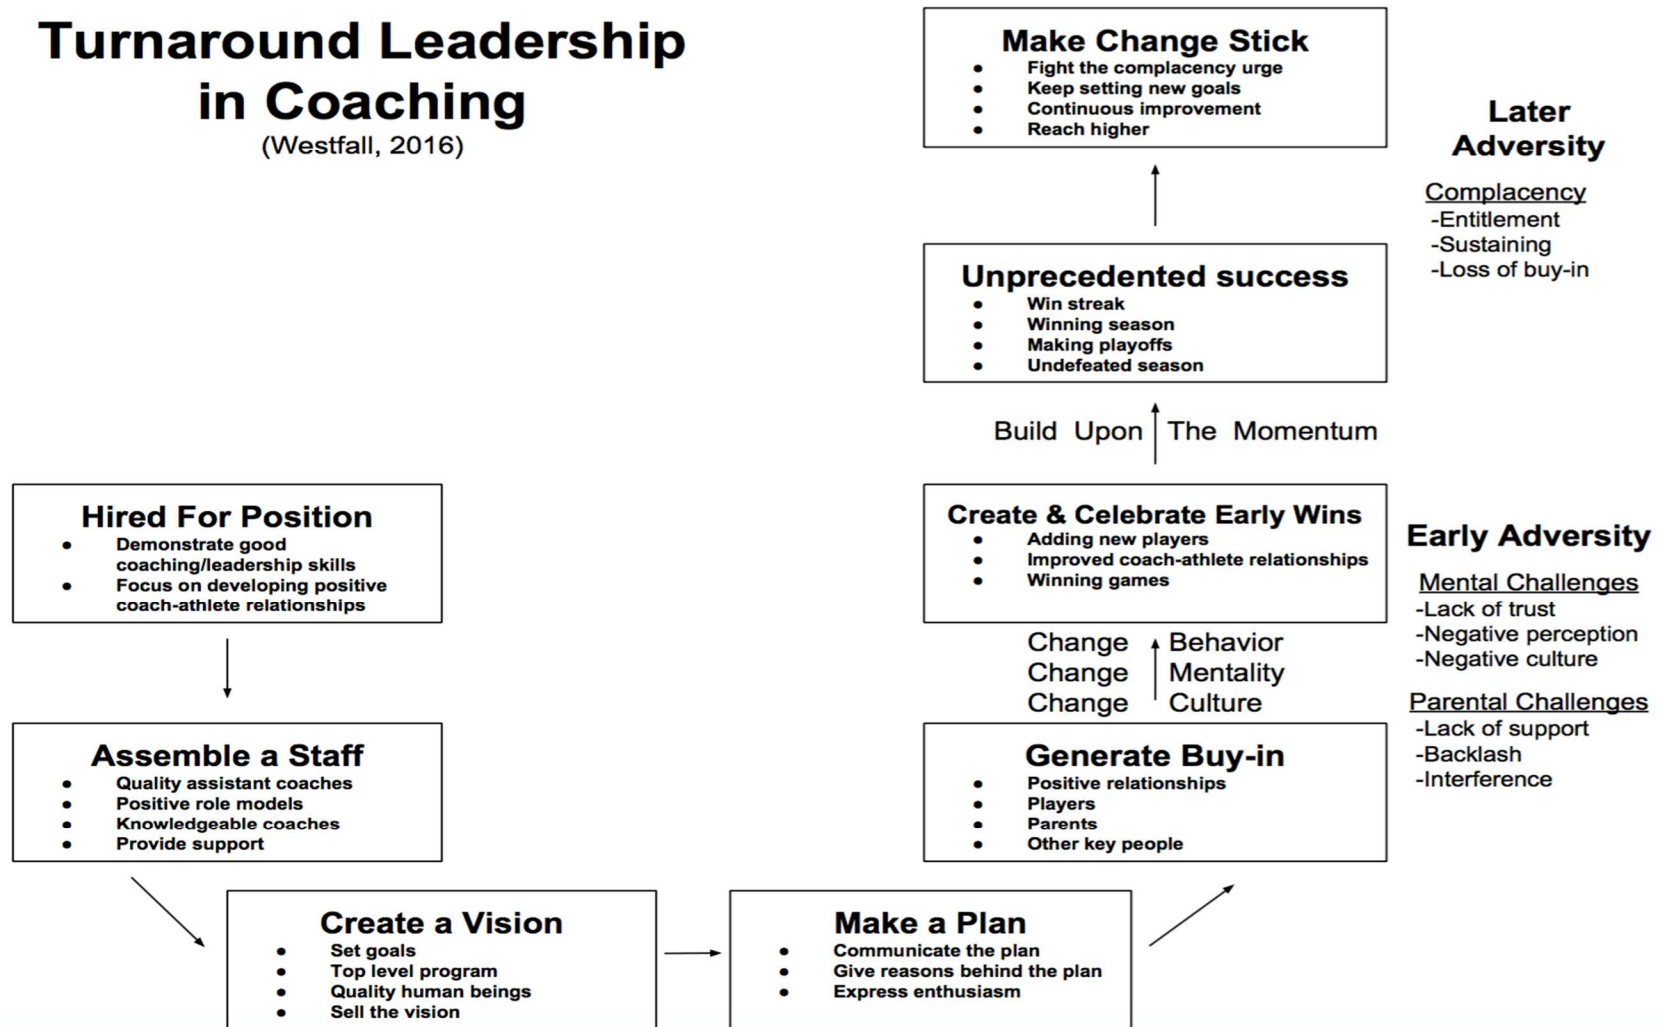 Turnaround Leadership
in Coaching
(Westfall, 2016)
Hired For Position
● Demonstrate good
coaching/leadership skills
● Focus on developing positive
coach-athlete relationships
Assemble a Staff
● Quality assistant coaches
● Positive role models
● Knowledgeable coaches
● Provide support
Create a Vision
● Set goals
● Top level program
● Quality human beings
● Sell the vision
Make a Plan
● Communicate the plan
● Give reasons behind the plan
● Express enthusiasm
Generate Buy-in
● Positive relationships
● Players
● Parents
● Other key people
Change Behavior
Change Mentality
Change Culture
Create & Celebrate Early Wins
● Adding new players
● Improved coach-athlete relationships
● Winning games
Build Upon The Momentum
Unprecedented success
● Win streak
● Winning season
● Making playoffs
● Undefeated season
Make Change Stick
● Fight the complacency urge
● Keep setting new goals
● Continuous improvement
● Reach higher
Early Adversity
Mental Challenges
-Lack of trust
-Negative perception
-Negative culture
Parental Challenges
-Lack of support
-Backlash
-Interference
Later
Adversity
Complacency
-Entitlement
-Sustaining
-Loss of buy-in